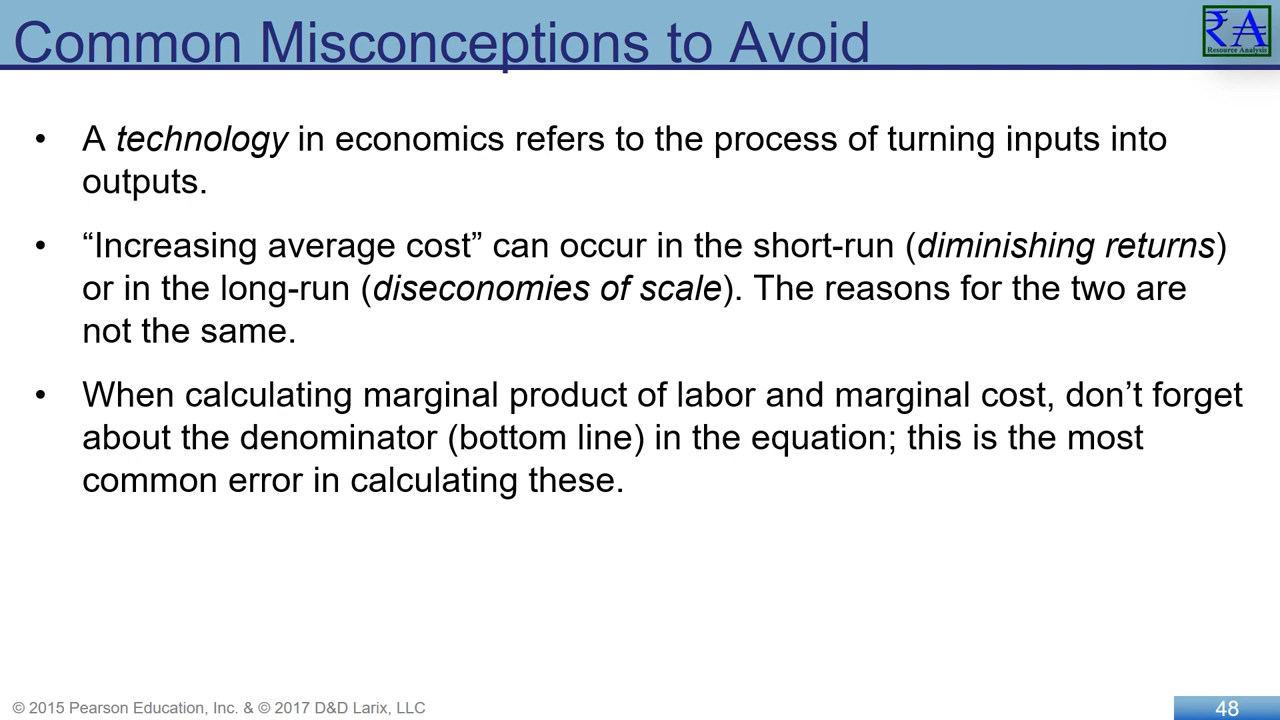 Common Misconceptions to Avoid
₹A
Resource Analysis
• A technology in economics refers to the process of turning inputs into
outputs.
• “Increasing average cost” can occur in the short-run (diminishing returns)
or in the long-run (diseconomies of scale). The reasons for the two are
not the same.
• When calculating marginal product of labor and marginal cost, don’t forget
about the denominator (bottom line) in the equation; this is the most
common error in calculating these.
© 2015 Pearson Education, Inc. & © 2017 D&D Larix, LLC
48